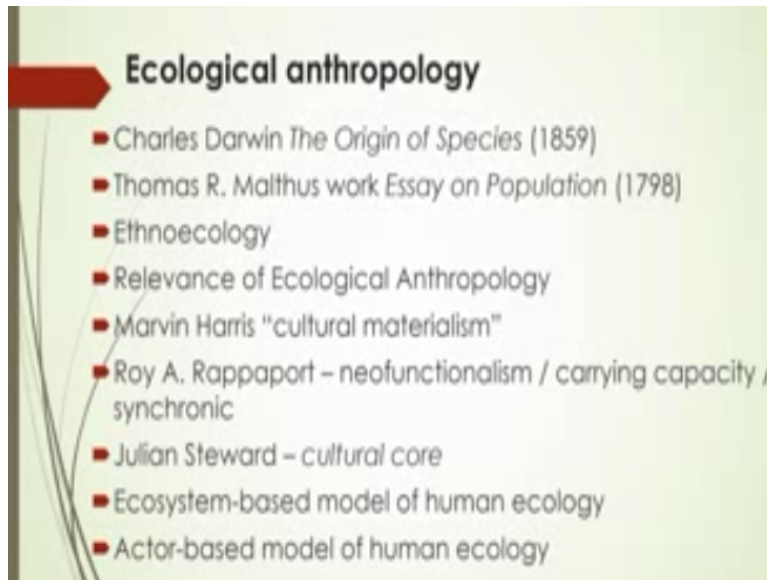 Ecological anthropology
Charles Darwin The Origin of Species (1859)
Thomas R. Malthus work Essay on Population (1798)
Ethnoecology
Relevance of Ecological Anthropology
Marvin Harris “cultural materialism”
Roy A. Rappaport – neofunctionalism / carrying capacity /
synchronic
Julian Steward – cultural core
Ecosystem-based model of human ecology
Actor-based model of human ecology